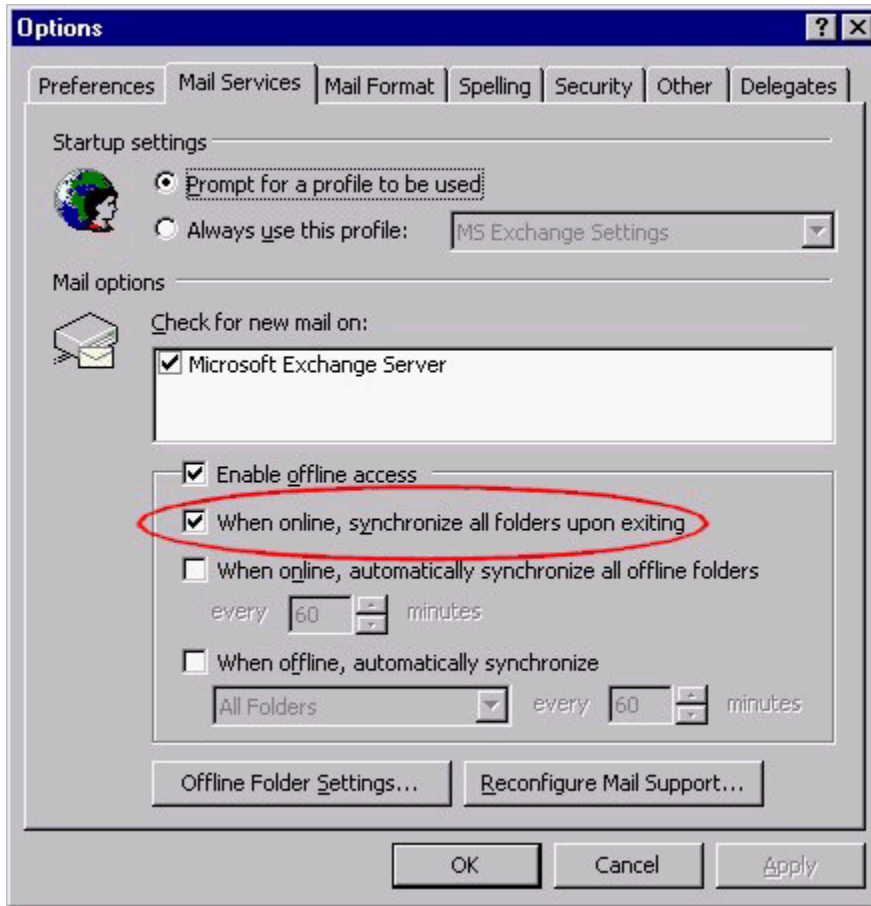 Options
Preferences Mail Services Mail Format Spelling Security Other Delegates
Startup settings
Prompt for a profile to be used
Always use this profile: MS Exchange Settings
Mail options
Check for new mail on:
Microsoft Exchange Server
Enable offline access
When online, synchronize all folders upon exiting
When online, automatically synchronize all offline folders
every 60 minutes
When offline, automatically synchronize
All Folders every 60 minutes
Offline Folder Settings... Reconfigure Mail Support...
OK Cancel Apply